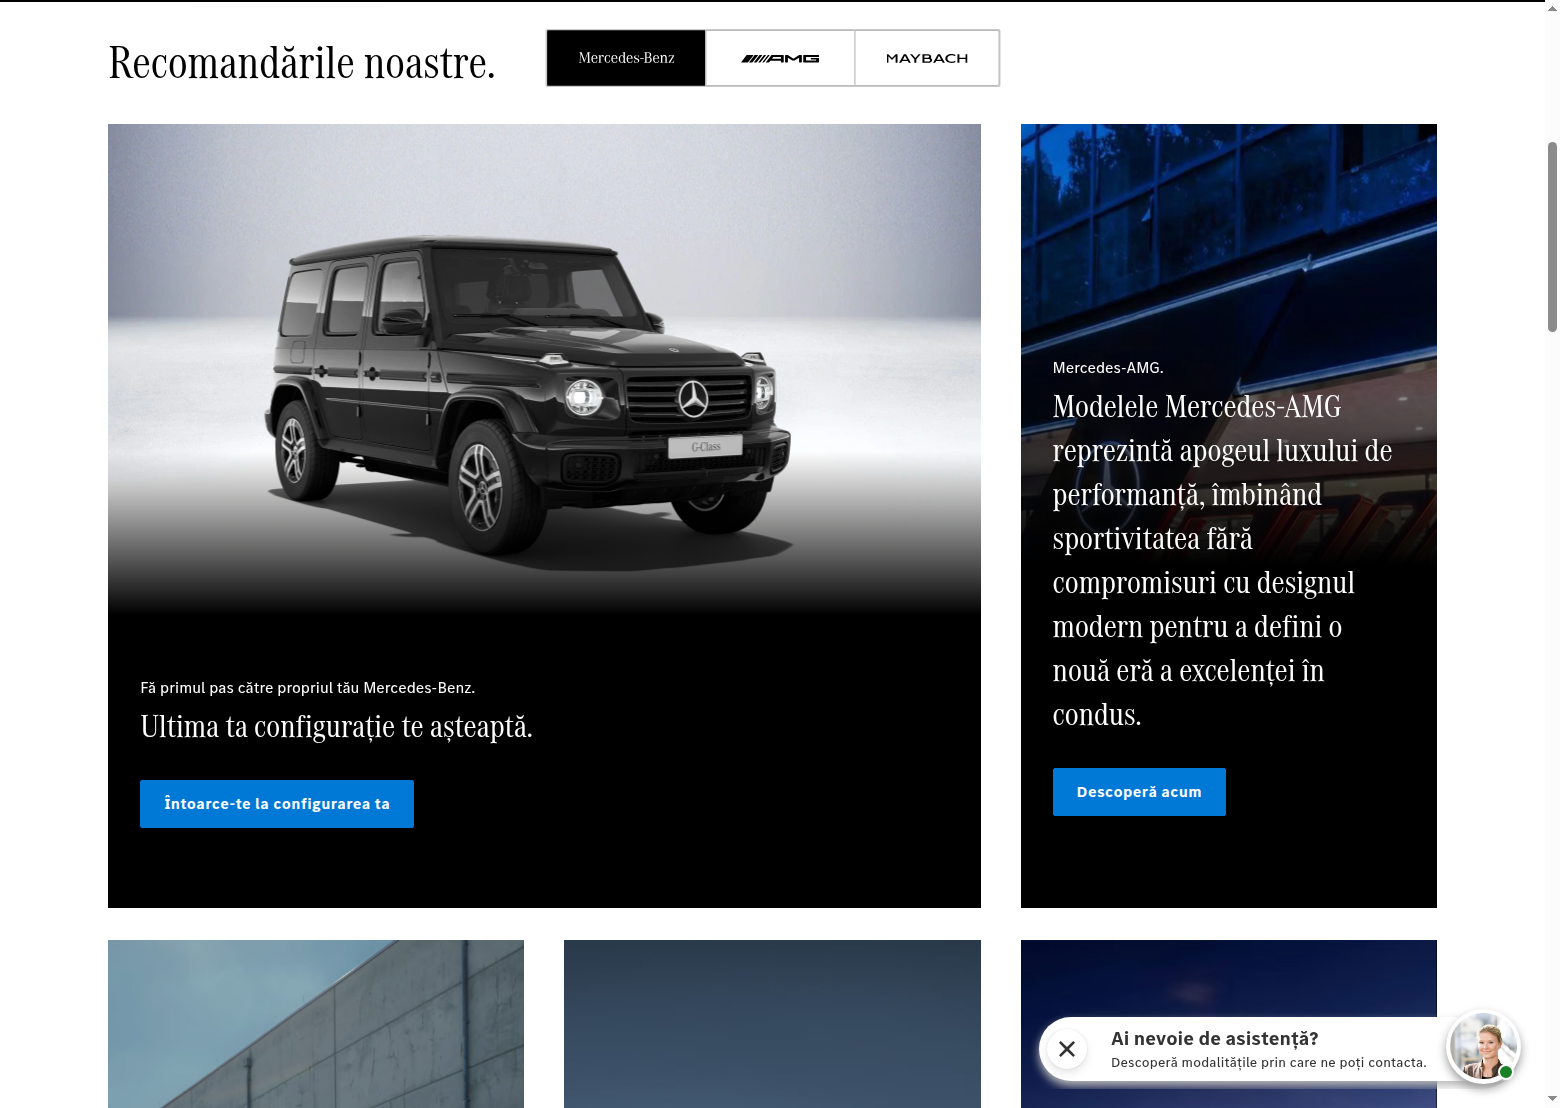 Recomandările noastre.
Mercedes-Benz
AMG
MAYBACH
G-Class
Fă primul pas către propriul tău Mercedes-Benz.
Ultima ta configurație te așteaptă.
Întoarce-te la configurarea ta
Mercedes-AMG.
Modelele Mercedes-AMG
reprezintă apogeul luxului de
performanță, îmbinând
sportivitatea fără
compromisuri cu designul
modern pentru a defini o
nouă eră a excelenței în
condus.
Descoperă acum
Ai nevoie de asistență?
Descoperă modalitățile prin care ne poți contacta.